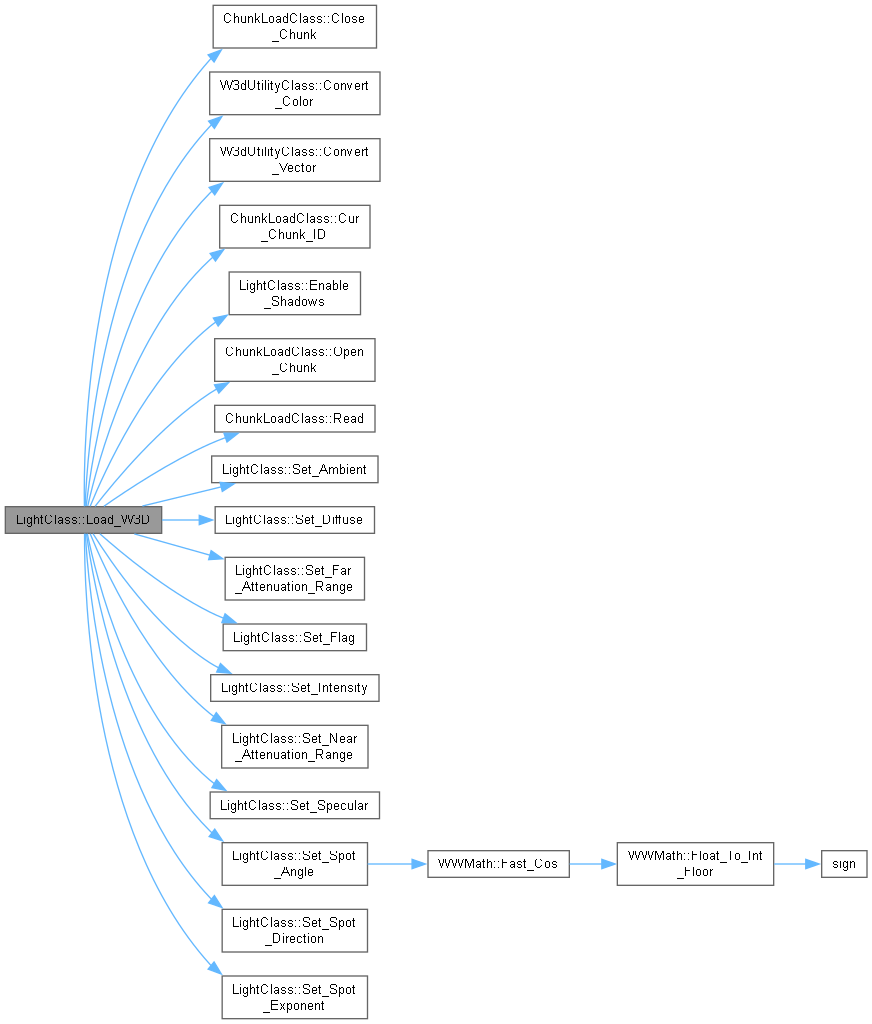 ChunkLoadClass::Close
_Chunk
W3dUtilityClass::Convert
_Color
W3dUtilityClass::Convert
_Vector
ChunkLoadClass::Cur
_Chunk_ID
LightClass::Enable
_Shadows
ChunkLoadClass::Open
_Chunk
ChunkLoadClass::Read
LightClass::Set_Ambient
LightClass::Load_W3D
LightClass::Set_Diffuse
LightClass::Set_Far
_Attenuation_Range
LightClass::Set_Flag
LightClass::Set_Intensity
LightClass::Set_Near
_Attenuation_Range
LightClass::Set_Specular
LightClass::Set_Spot
_Angle
WWMath::Fast_Cos
WWMath::Float_To_Int
_Floor
sign
LightClass::Set_Spot
_Direction
LightClass::Set_Spot
_Exponent